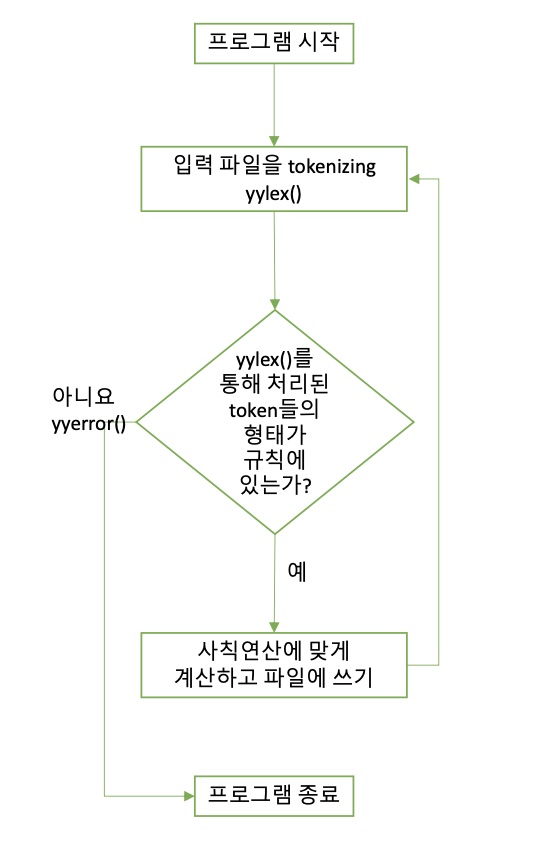 프로그램 시작
입력 파일을 tokenizing
yylex()
yylex()를
통해 처리된
token들의
형태가
규칙에
있는가?
아니요
yyerror()
예
사칙연산에 맞게
계산하고 파일에 쓰기
프로그램 종료